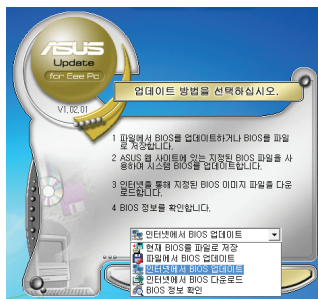 ASUS
Update
for Eee Pc
V1.02.01
업데이트 방법을 선택하십시오.
1 파일에서 BIOS를 업데이트하거나 BIOS를 파일
로 저장합니다.
2 ASUS 웹 사이트에 있는 지정된 BIOS 파일을 사
용하여 시스템 BIOS를 업데이트합니다.
3 인터넷을 통해 지정된 BIOS 이미지 파일을 다운
로드합니다.
4 BIOS 정보를 확인합니다.
인터넷에서 BIOS 업데이트
현재 BIOS를 파일로 저장
파일에서 BIOS 업데이트
인터넷에서 BIOS 업데이트
인터넷에서 BIOS 다운로드
BIOS 정보 확인